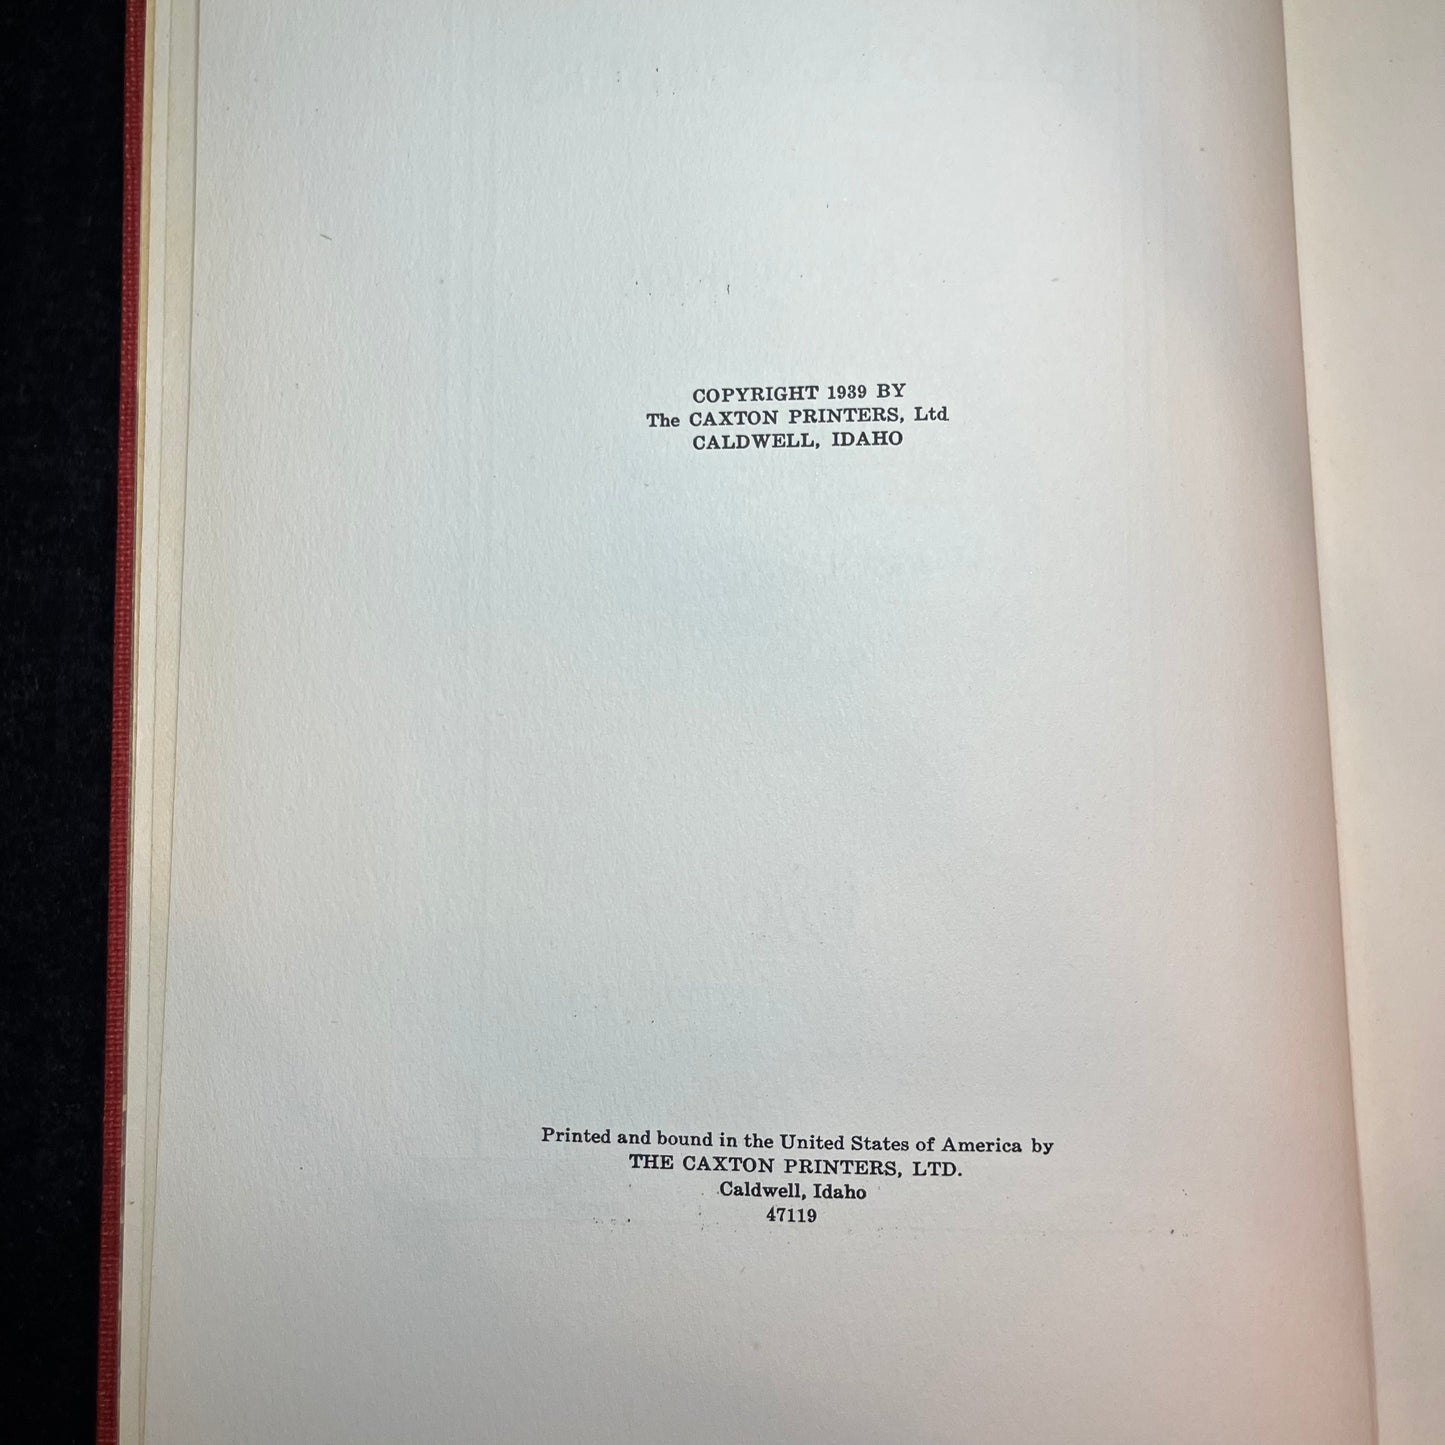 COPYRIGHT 1939 BY
The CAXTON PRINTERS, Ltd
CALDWELL, IDAHO
Printed and bound in the United States of America by
THE CAXTON PRINTERS, LTD.
Caldwell, Idaho
47119